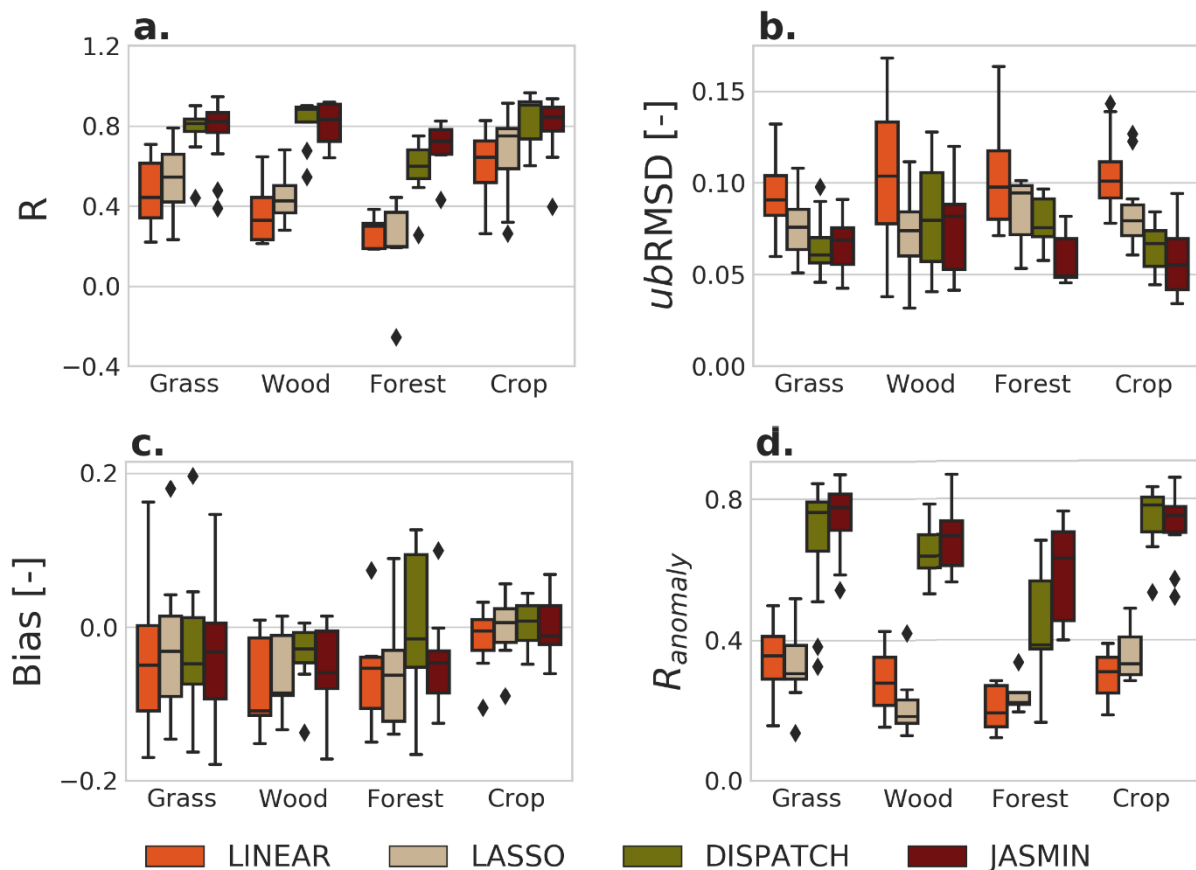 a.
R
1.2
0.8
0.4
0.0
−0.4
Grass Wood Forest Crop
b.
ubRMSD [-]
0.15
0.10
0.05
0.00
Grass Wood Forest Crop
c.
Bias [-]
0.2
0.0
−0.2
Grass Wood Forest Crop
d.
Ranomaly
0.8
0.4
0.0
Grass Wood Forest Crop
LINEAR LASSO DISPATCH JASMIN